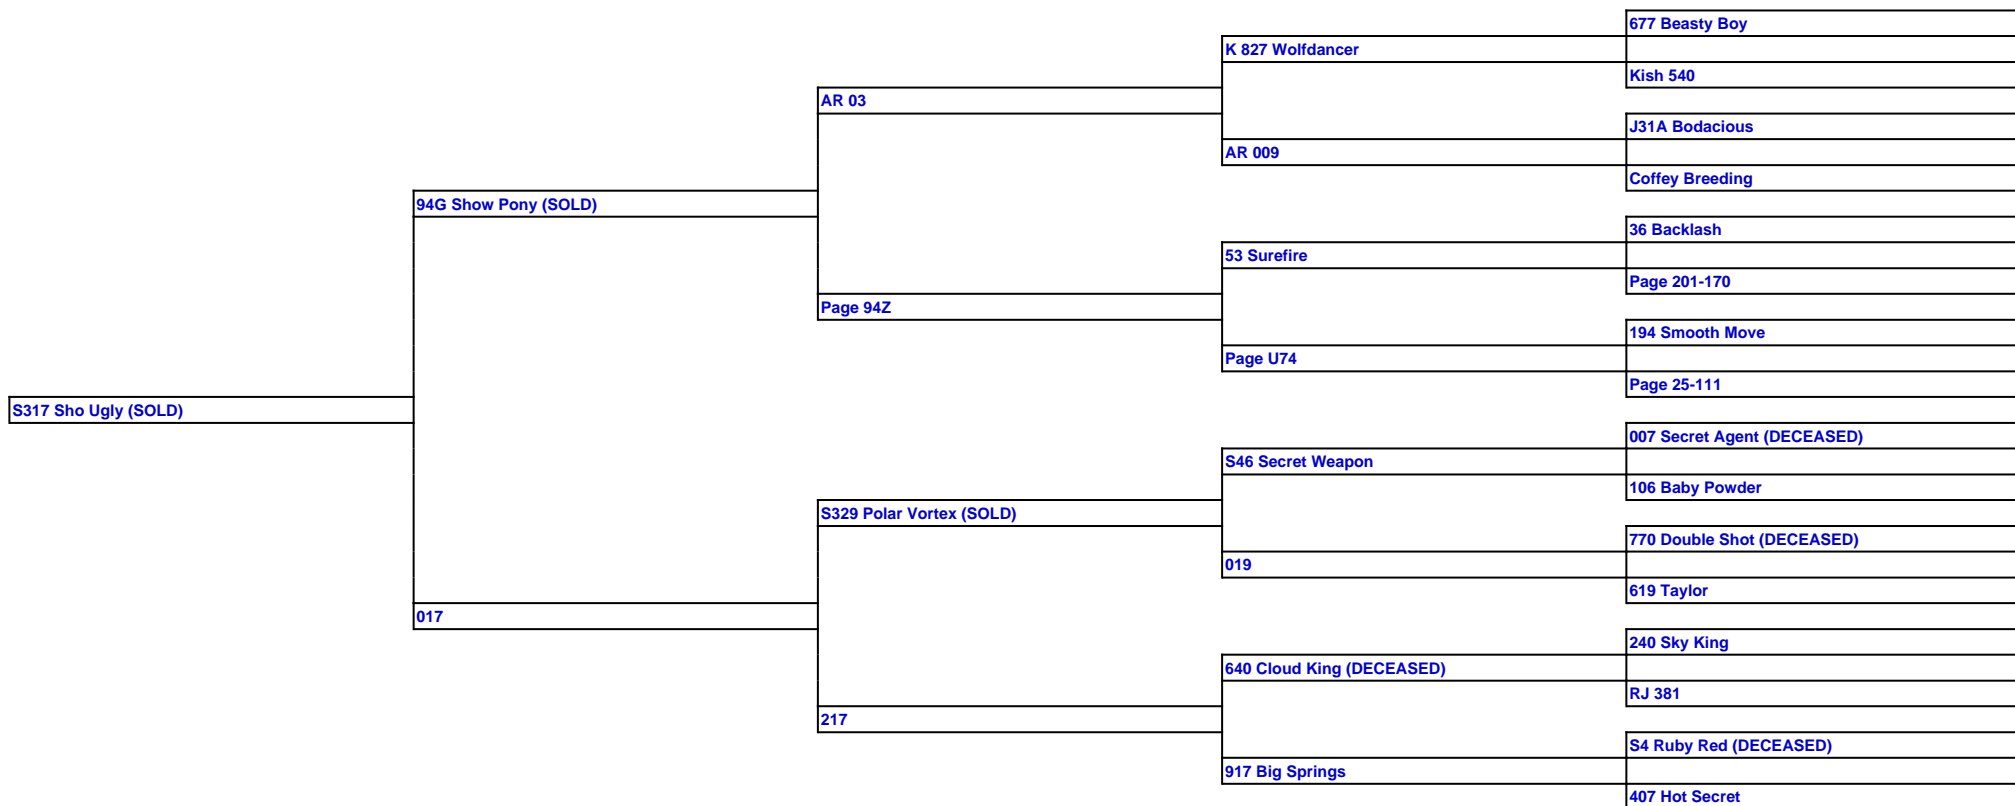 677 Beasty Boy
K 827 Wolfdancer
Kish 540
AR 03
J31A Bodacious
AR 009
Coffey Breeding
94G Show Pony (SOLD)
36 Backlash
53 Surefire
Page 201-170
Page 94Z
194 Smooth Move
Page U74
Page 25-111
S317 Sho Ugly (SOLD)
007 Secret Agent (DECEASED)
S46 Secret Weapon
106 Baby Powder
S329 Polar Vortex (SOLD)
770 Double Shot (DECEASED)
019
619 Taylor
017
240 Sky King
640 Cloud King (DECEASED)
RJ 381
217
S4 Ruby Red (DECEASED)
917 Big Springs
407 Hot Secret